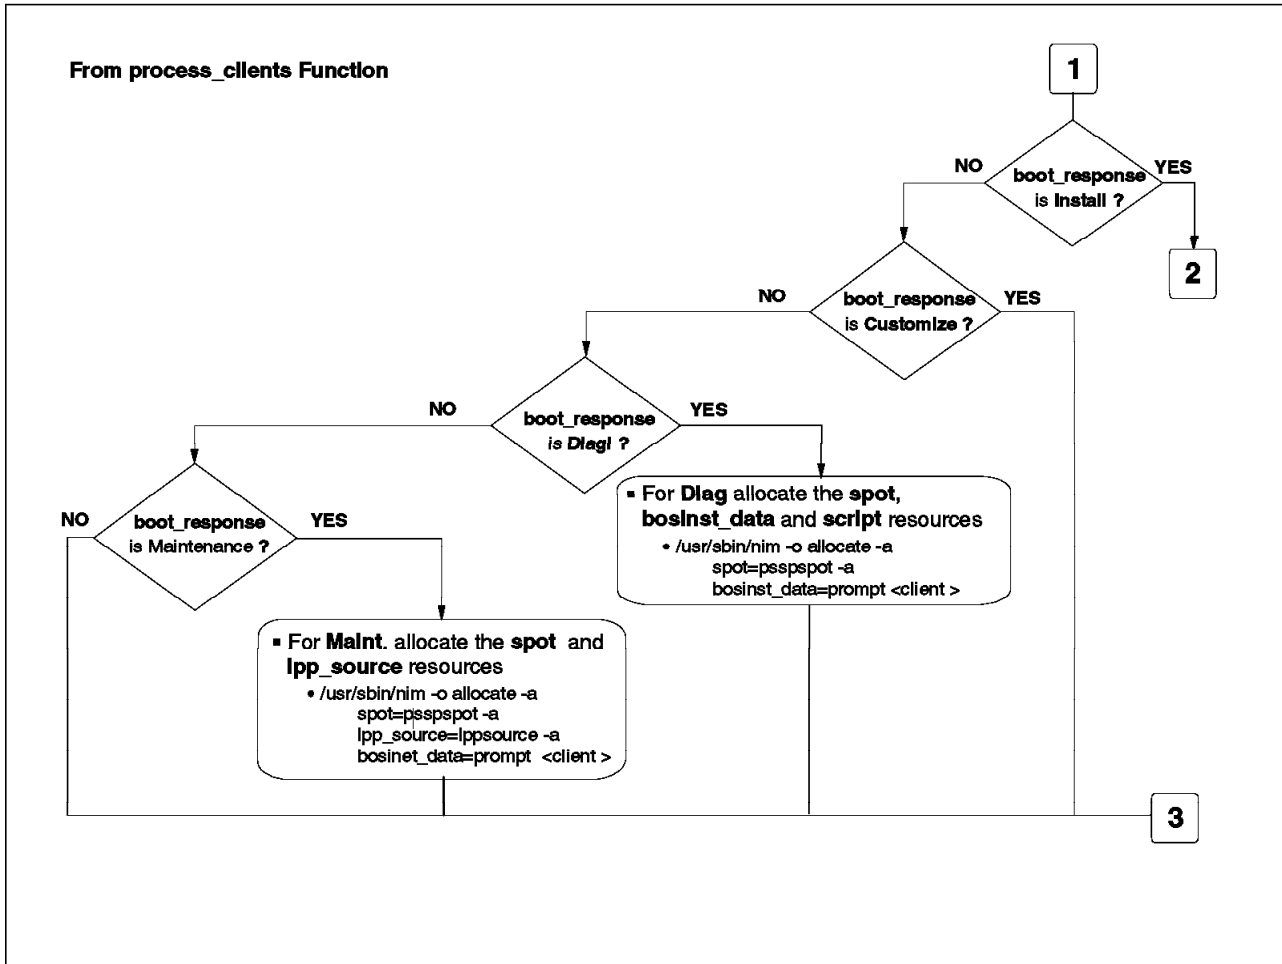 From process_clients Function
1
NO
YES
boot_response
is Install ?
2
NO
YES
boot_response
is Customize ?
NO
YES
boot_response
is Diag! ?
▪ For Diag allocate the spot,
bosinst_data and script resources
• /usr/sbin/nim -o allocate -a
spot=psspspot -a
bosinst_data=prompt <client >
NO
YES
boot_response
is Maintenance ?
▪ For Maint. allocate the spot and
lpp_source resources
• /usr/sbin/nim -o allocate -a
spot=psspspot -a
lpp_source=lppsource -a
bosinet_data=prompt <client >
3